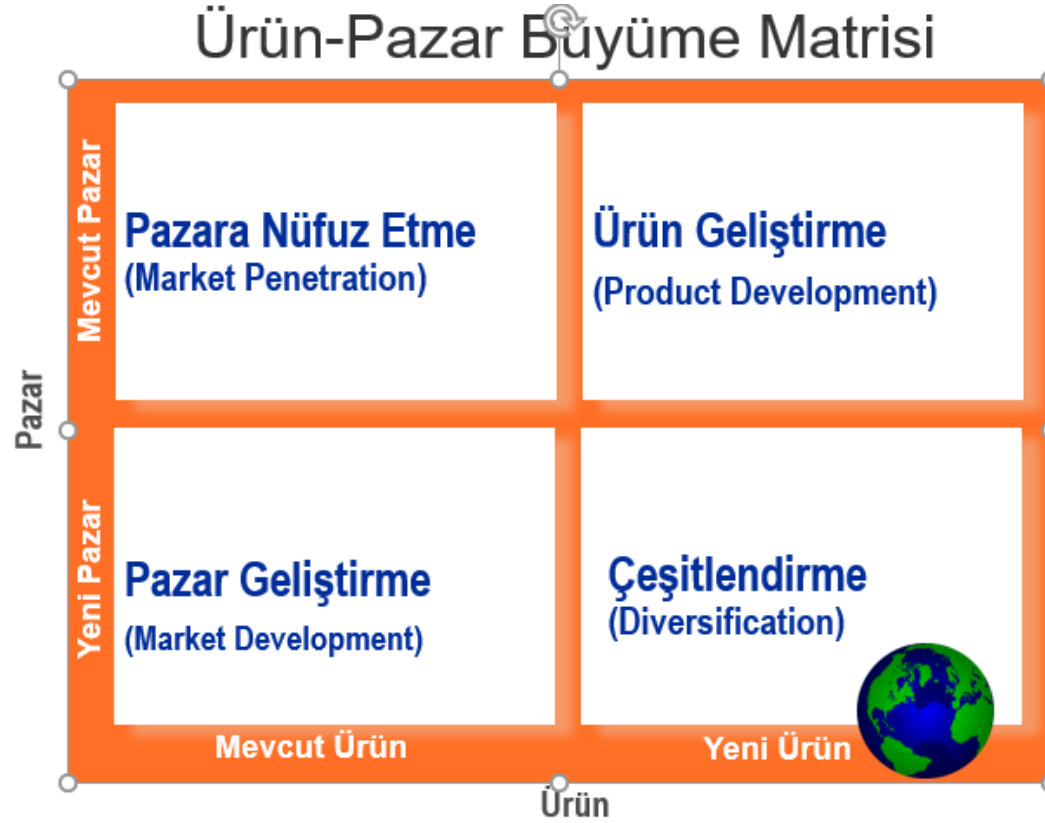 Ürün-Pazar Büyüme Matrisi
Mevcut Pazar
Pazara Nüfuz Etme
(Market Penetration)
Ürün Geliştirme
(Product Development)
Pazar
Yeni Pazar
Pazar Geliştirme
(Market Development)
Çeşitlendirme
(Diversification)
Mevcut Ürün
Yeni Ürün
Ürün